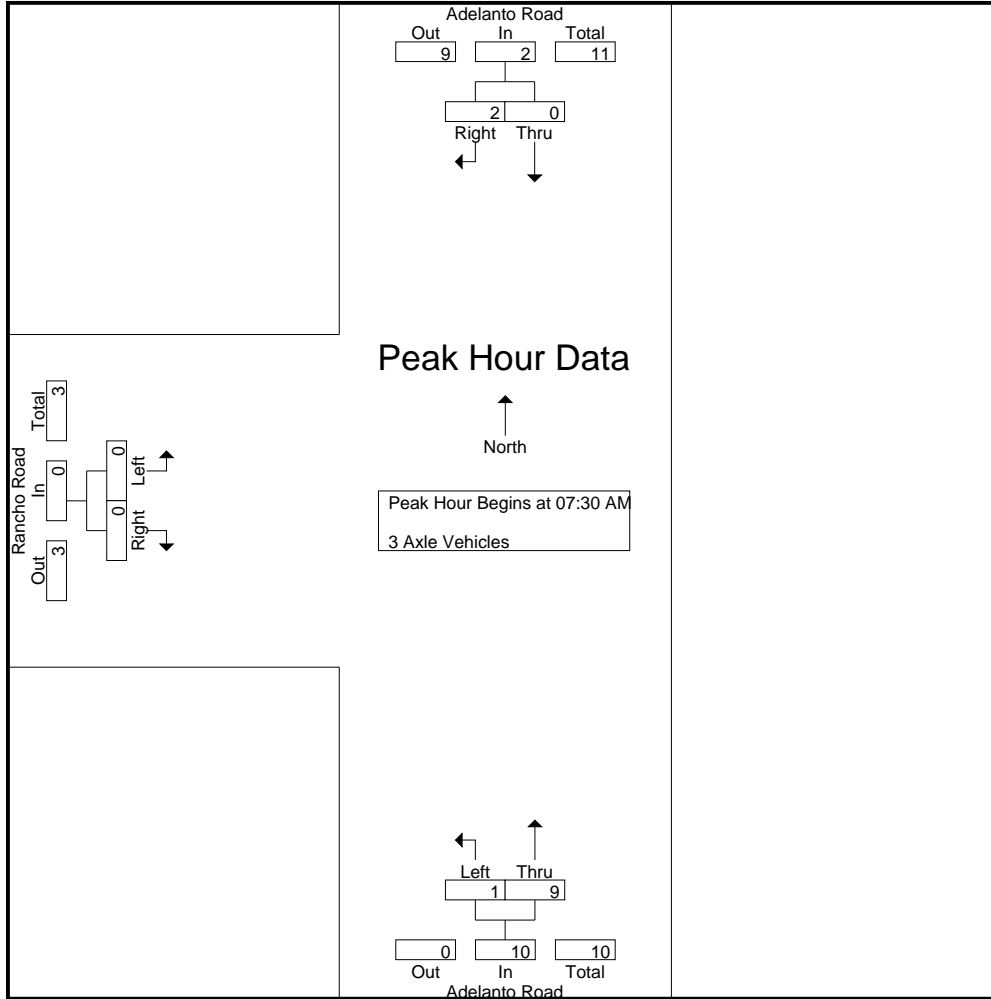 Adelanto Road
Out In Total
9 2 11
2 0
Right Thru
Peak Hour Data
North
Peak Hour Begins at 07:30 AM
3 Axle Vehicles
Rancho Road
Out In Total
3 0 3
0 0
Right Left
Left Thru
1 9
0 10 10
Out In Total
Adelanto Road